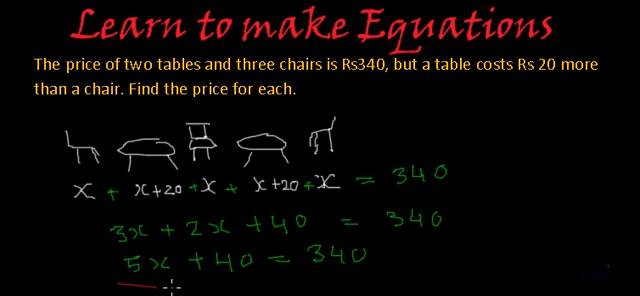 Learn to make Equations
The price of two tables and three chairs is Rs340, but a table costs Rs 20 more
than a chair. Find the price for each.
x + x+20 + x + x+20 + x = 340
3x + 2x + 40 = 340
5x + 40 = 340